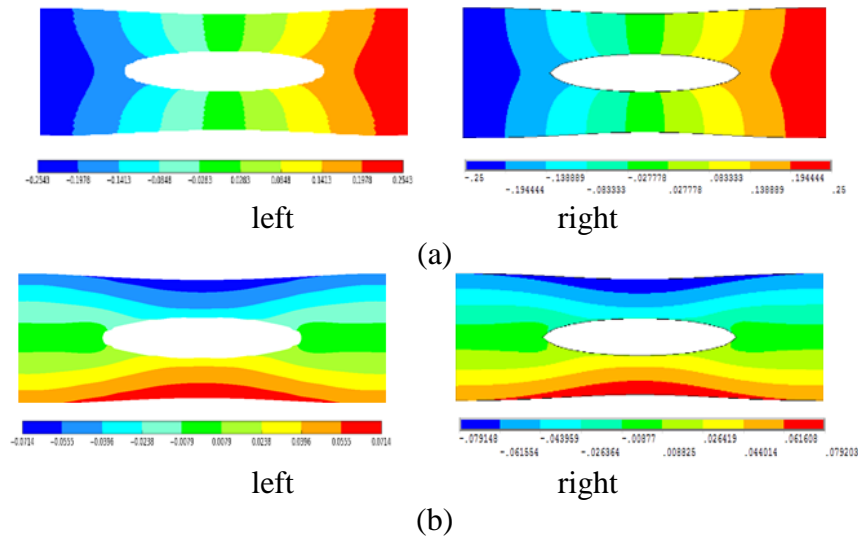 -0.2543 -0.1978 -0.1413 -0.0848 -0.0283 0.0283 0.0848 0.1413 0.1978 0.2543
-.25 -.138889 -.027778 .083333 .194444
-.194444 -.083333 .027778 .138889 .25
left right
(a)
-0.0714 -0.0555 -0.0396 -0.0238 -0.0079 0.0079 0.0238 0.0396 0.0555 0.0714
-.079148 -.043959 -.00877 .026419 .061608
-.061554 -.026364 .008825 .044014 .079203
left right
(b)